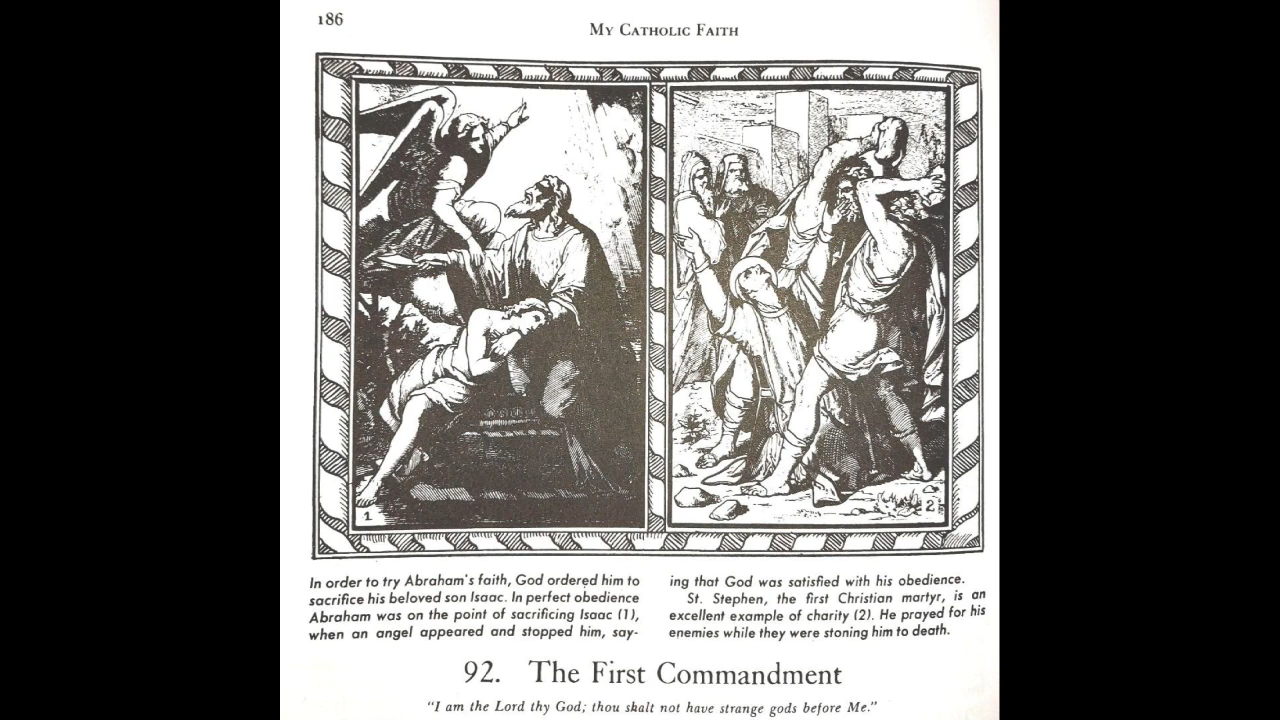 186
MY CATHOLIC FAITH
1
2
In order to try Abraham's faith, God ordered him to
sacrifice his beloved son Isaac. In perfect obedience
Abraham was on the point of sacrificing Isaac (1),
when an angel appeared and stopped him, say-
ing that God was satisfied with his obedience.
St. Stephen, the first Christian martyr, is an
excellent example of charity (2). He prayed for his
enemies while they were stoning him to death.
92. The First Commandment
"I am the Lord thy God; thou shalt not have strange gods before Me."